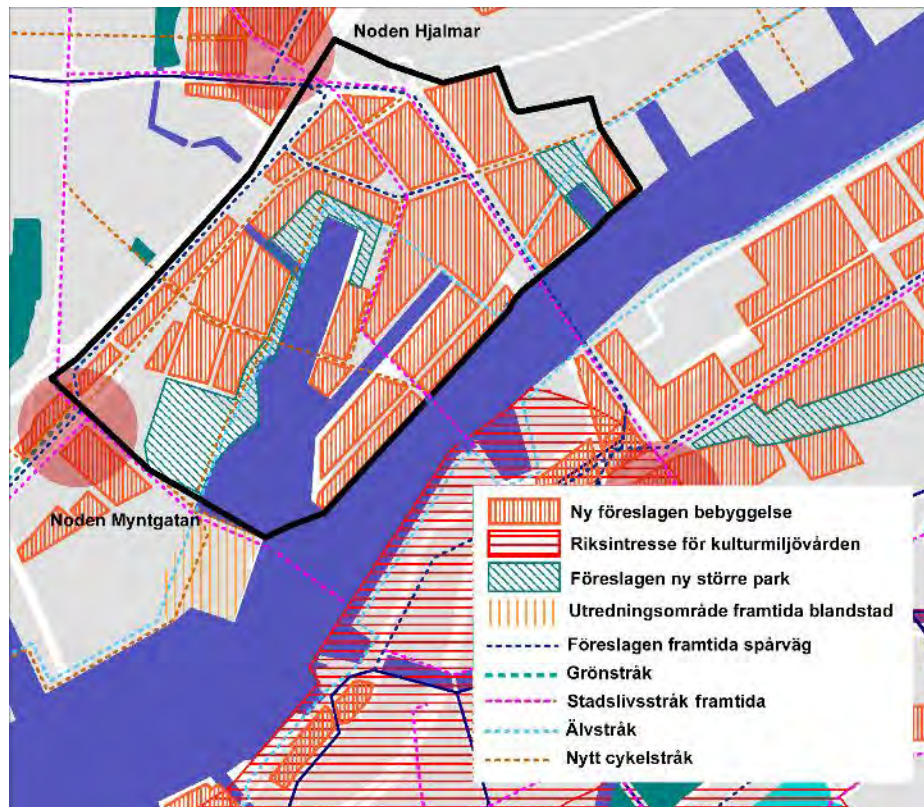 Noden Hjalmar
Noden Myntgatan
Ny föreslagen bebyggelse
Riksintresse för kulturmiljövården
Föreslagen ny större park
Utredningsområde framtida blandstad
Föreslagen framtida spårväg
Grönstråk
Stadslivsstråk framtida
Älvstråk
Nytt cykelstråk